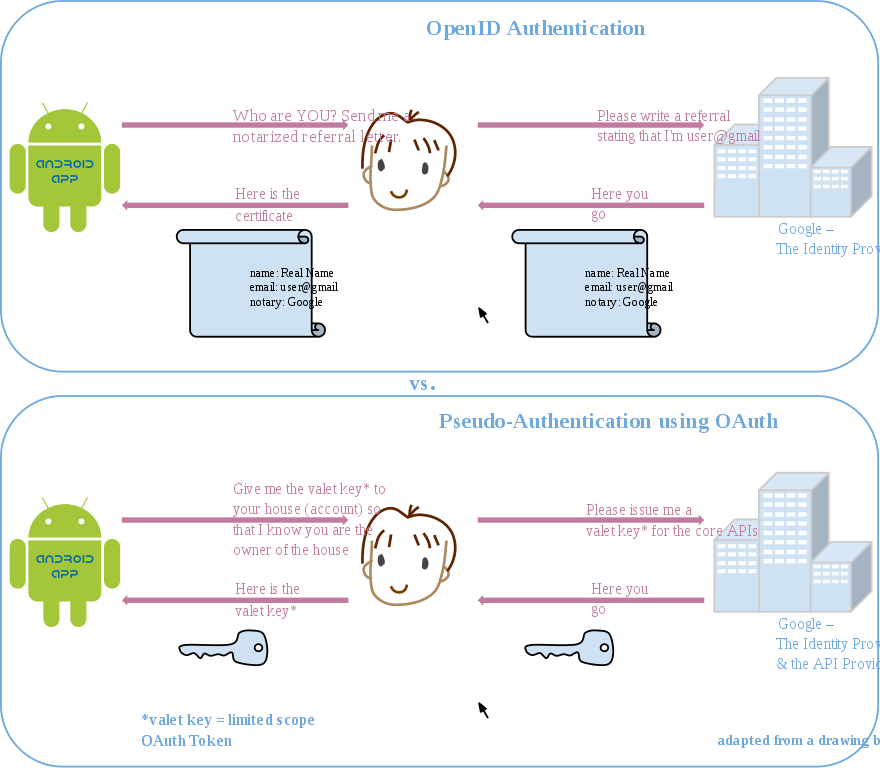 OpenID Authentication
Who are YOU? Send me a
notarized referral letter.
Please write a referral
stating that I'm user@gmail
ANDROID
APP
Here is the
certificate
Here you
go
Google –
The Identity Prov
name: Real Name
email: user@gmail
notary: Google
name: Real Name
email: user@gmail
notary: Google
vs.
Pseudo-Authentication using OAuth
Give me the valet key* to
your house (account) so
that I know you are the
owner of the house
Please issue me a
valet key* for the core APIs
ANDROID
APP
Here is the
valet key*
Here you
go
Google –
The Identity Prov
& the API Provid
*valet key = limited scope
OAuth Token
adapted from a drawing b